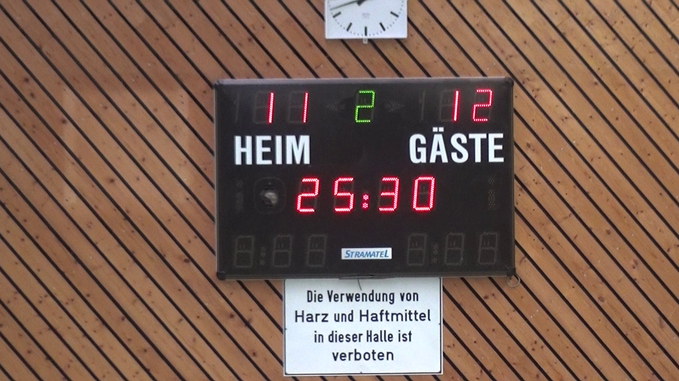 11 2 12
HEIM GÄSTE
25:30
STRAMATEL
Die Verwendung von
Harz und Haftmittel
in dieser Halle ist
verboten